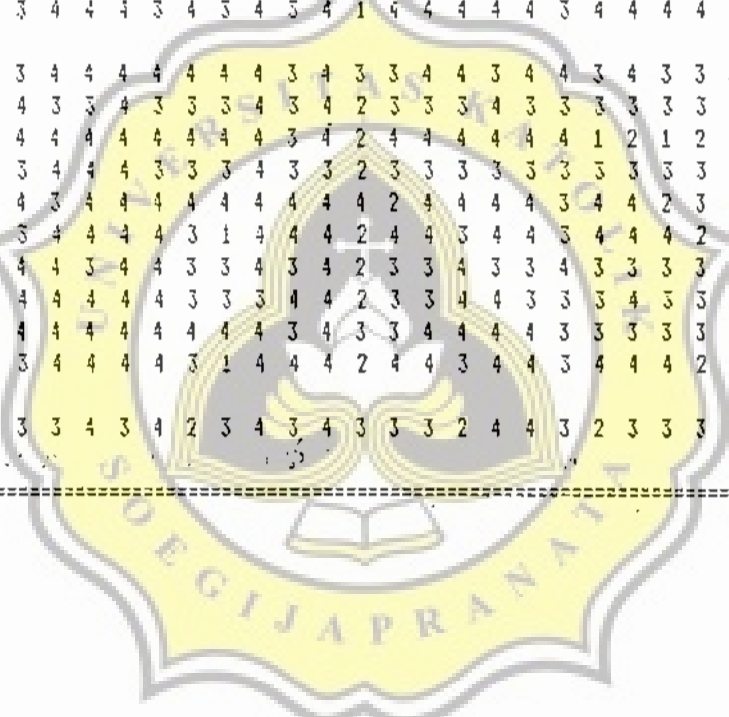 3 4 4 4 3 4 3 4 3 4 1 4 4 4 4 4 3 4 4 4 4
3 4 4 4 4 4 4 4 3 4 3 3 4 4 3 4 4 3 4 3 3
4 3 3 4 3 3 3 4 3 4 2 3 3 3 4 3 3 3 3 3 3
4 4 4 4 4 4 4 4 3 4 2 4 4 4 4 4 4 1 2 1 2
3 4 4 4 3 3 3 4 3 3 2 3 3 3 3 3 3 3 3 3 3
4 3 4 4 4 4 4 4 4 4 4 2 4 4 4 4 3 4 4 2 3
3 4 4 4 4 3 1 4 4 4 2 4 4 3 4 4 3 4 4 4 2
4 4 3 4 4 3 3 4 3 4 2 3 3 4 3 3 4 3 3 3 3
4 4 4 4 4 3 3 3 4 4 2 3 3 4 4 3 3 3 4 3 3
4 4 4 4 4 4 4 4 3 4 3 3 4 4 4 4 3 3 3 3 3
3 4 4 4 4 3 1 4 4 4 2 4 4 3 4 4 3 4 4 4 2
3 3 4 3 4 2 3 4 3 4 3 3 3 2 4 4 3 2 3 3 3
UNIVERSITAS KATOLIK
SOEGIJAPRANATA